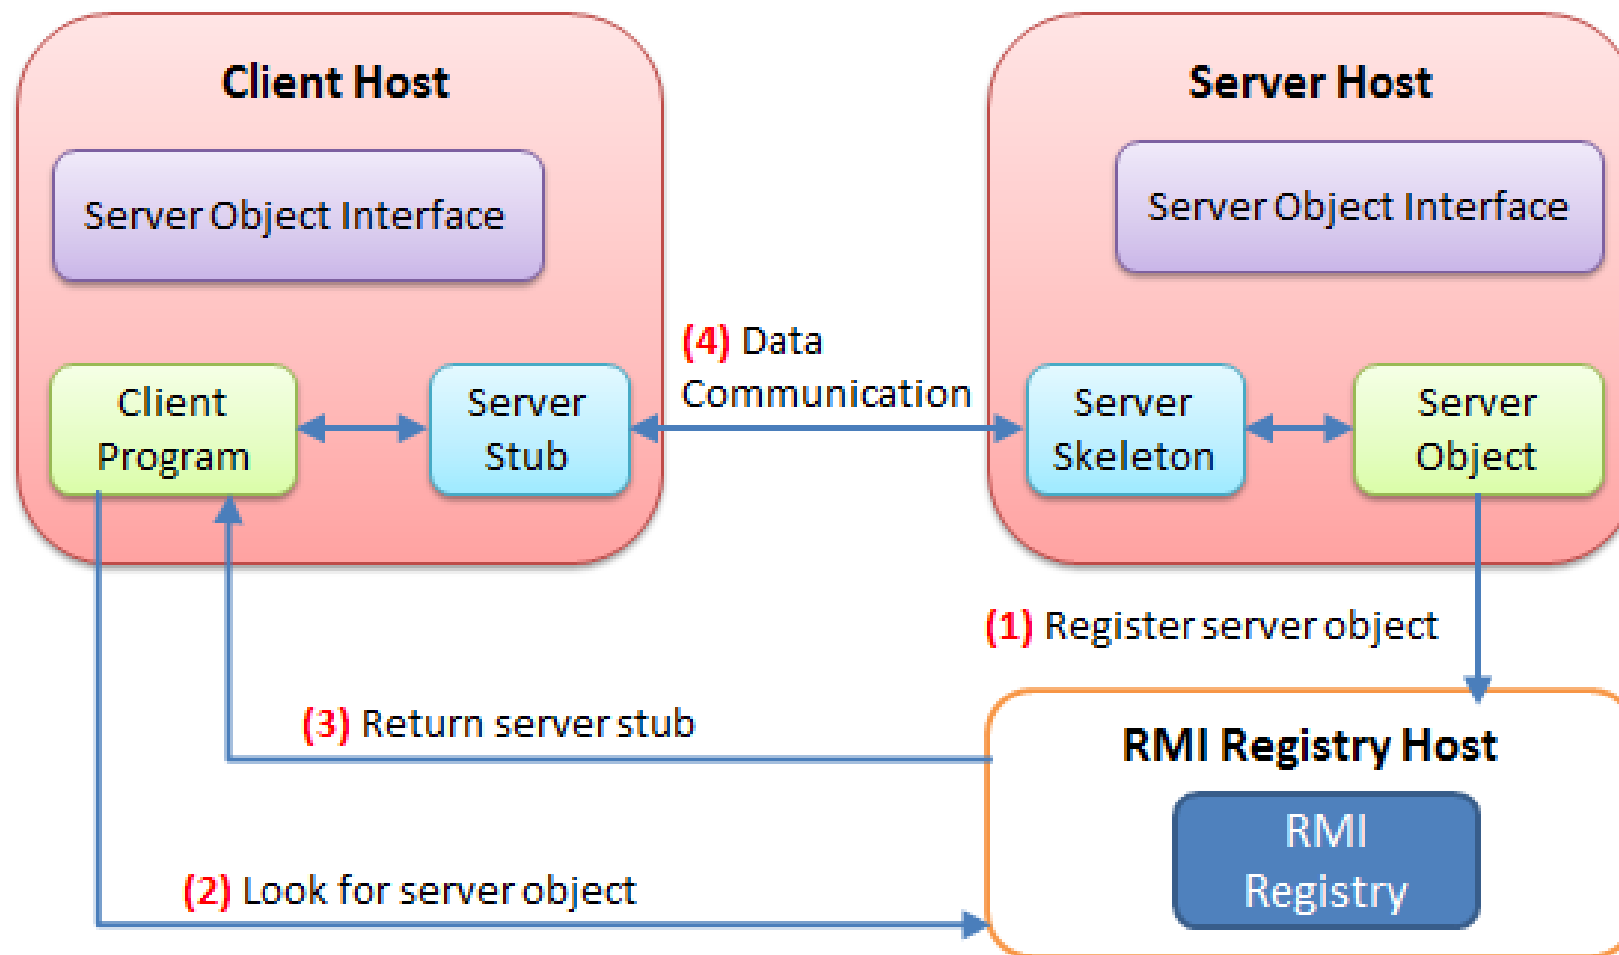 Client Host
Server Object Interface
Client
Program
Server
Stub
(4) Data
Communication
Server Host
Server Object Interface
Server
Skeleton
Server
Object
(1) Register server object
(3) Return server stub
(2) Look for server object
RMI Registry Host
RMI
Registry